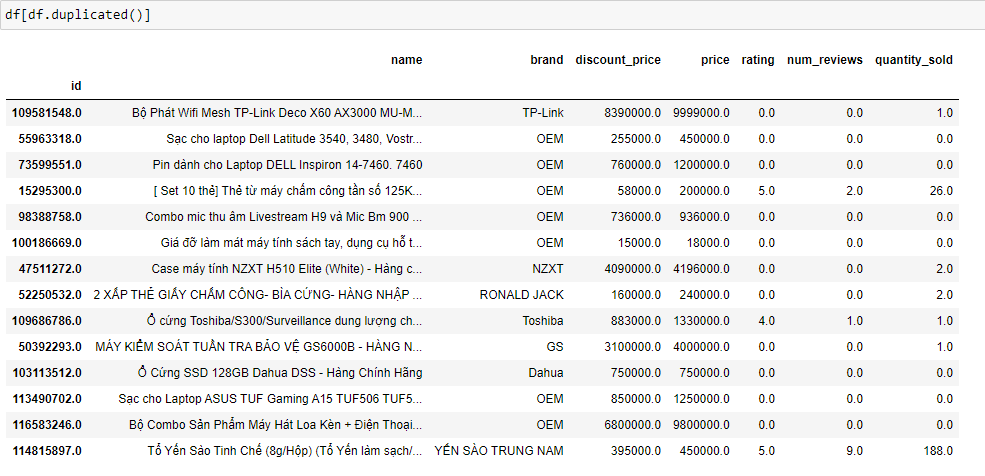 df[df.duplicated()]
name brand discount_price price rating num_reviews quantity_sold
id
109581548.0 Bộ Phát Wifi Mesh TP-Link Deco X60 AX3000 MU-M... TP-Link 8390000.0 9999000.0 0.0 0.0 1.0
55963318.0 Sạc cho laptop Dell Latitude 3540, 3480, Vostr... OEM 255000.0 450000.0 0.0 0.0 0.0
73599551.0 Pin dành cho Laptop DELL Inspiron 14-7460. 7460 OEM 760000.0 1200000.0 0.0 0.0 0.0
15295300.0 [ Set 10 thẻ] Thẻ từ máy chấm công tần số 125K... OEM 58000.0 200000.0 5.0 2.0 26.0
98388758.0 Combo mic thu âm Livestream H9 và Mic Bm 900 ... OEM 736000.0 936000.0 0.0 0.0 0.0
100186669.0 Giá đỡ làm mát máy tính sách tay, dụng cụ hỗ t... OEM 15000.0 18000.0 0.0 0.0 0.0
47511272.0 Case máy tính NZXT H510 Elite (White) - Hàng c... NZXT 4090000.0 4196000.0 0.0 0.0 2.0
52250532.0 2 XẤP THẺ GIẤY CHẤM CÔNG- BÌA CỨNG- HÀNG NHẬP ... RONALD JACK 160000.0 240000.0 0.0 0.0 2.0
109686786.0 Ổ cứng Toshiba/S300/Surveillance dung lượng ch... Toshiba 883000.0 1330000.0 4.0 1.0 1.0
50392293.0 MÁY KIỂM SOÁT TUẦN TRA BẢO VỆ GS6000B - HÀNG N... GS 3100000.0 4000000.0 0.0 0.0 1.0
103113512.0 Ổ Cứng SSD 128GB Dahua DSS - Hàng Chính Hãng Dahua 750000.0 750000.0 0.0 0.0 0.0
113490702.0 Sạc cho Laptop ASUS TUF Gaming A15 TUF506 TUF5... OEM 850000.0 1250000.0 0.0 0.0 0.0
116583246.0 Bộ Combo Sản Phẩm Máy Hát Loa Kèn + Điện Thoại... OEM 6800000.0 9800000.0 0.0 0.0 0.0
114815897.0 Tổ Yến Sào Tinh Chế (8g/Hộp) (Tổ Yến làm sạch/... YẾN SÀO TRUNG NAM 395000.0 450000.0 5.0 9.0 188.0